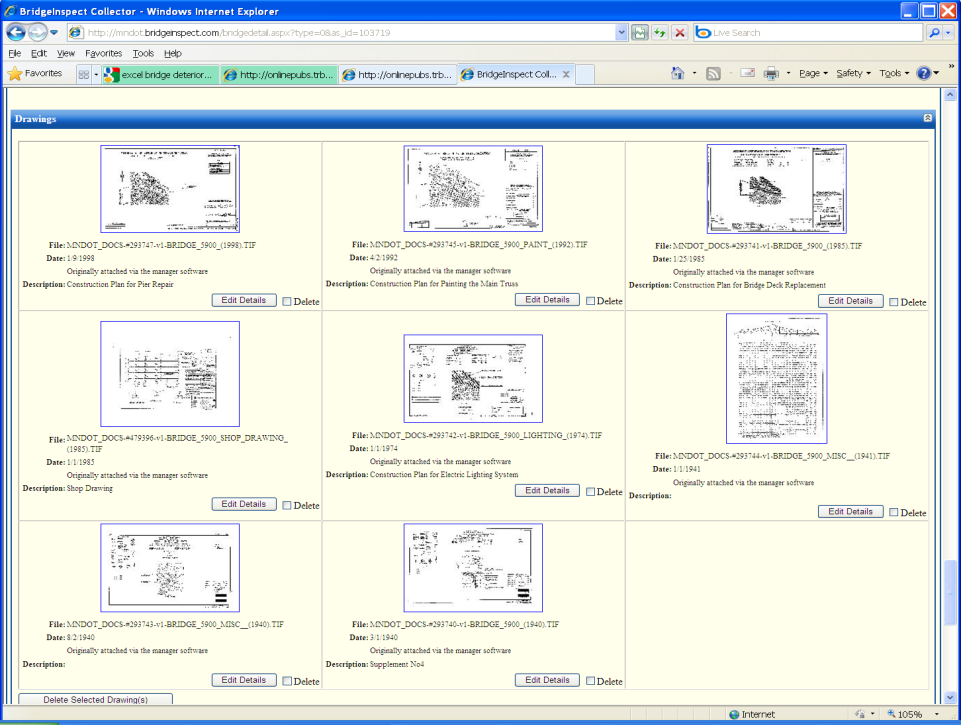 BridgeInspect Collector - Windows Internet Explorer
http://mndot.bridgeinspect.com/bridgedetail.aspx?type=0&as_id=103719
Live Search
File Edit View Favorites Tools Help
Favorites
excel bridge deterior...
http://onlinepubs.trb...
http://onlinepubs.trb...
BridgeInspect Coll...
Page Safety Tools
Drawings
File: MNDOT_DOCS-#293747-v1-BRIDGE_5900_(1998).TIF
Date: 1/9/1998
Originally attached via the manager software
Description: Construction Plan for Pier Repair
Edit Details Delete
File: MNDOT_DOCS-#293745-v1-BRIDGE_5900_PAINT_(1992).TIF
Date: 4/2/1992
Originally attached via the manager software
Description: Construction Plan for Painting the Main Truss
Edit Details Delete
File: MNDOT_DOCS-#293741-v1-BRIDGE_5900_(1985).TIF
Date: 1/25/1985
Originally attached via the manager software
Description: Construction Plan for Bridge Deck Replacement
Edit Details Delete
File: MNDOT_DOCS-#479396-v1-BRIDGE_5900_SHOP_DRAWING_
(1985).TIF
Date: 1/1/1985
Originally attached via the manager software
Description: Shop Drawing
Edit Details Delete
File: MNDOT_DOCS-#293742-v1-BRIDGE_5900_LIGHTING_(1974).TIF
Date: 1/1/1974
Originally attached via the manager software
Description: Construction Plan for Electric Lighting System
Edit Details Delete
File: MNDOT_DOCS-#293744-v1-BRIDGE_5900_MISC__(1941).TIF
Date: 1/1/1941
Originally attached via the manager software
Description:
Edit Details Delete
File: MNDOT_DOCS-#293743-v1-BRIDGE_5900_MISC__(1940).TIF
Date: 8/2/1940
Originally attached via the manager software
Description:
Edit Details Delete
File: MNDOT_DOCS-#293740-v1-BRIDGE_5900_(1940).TIF
Date: 3/1/1940
Originally attached via the manager software
Description: Supplement No4
Edit Details Delete
Delete Selected Drawing(s)
Internet
105%